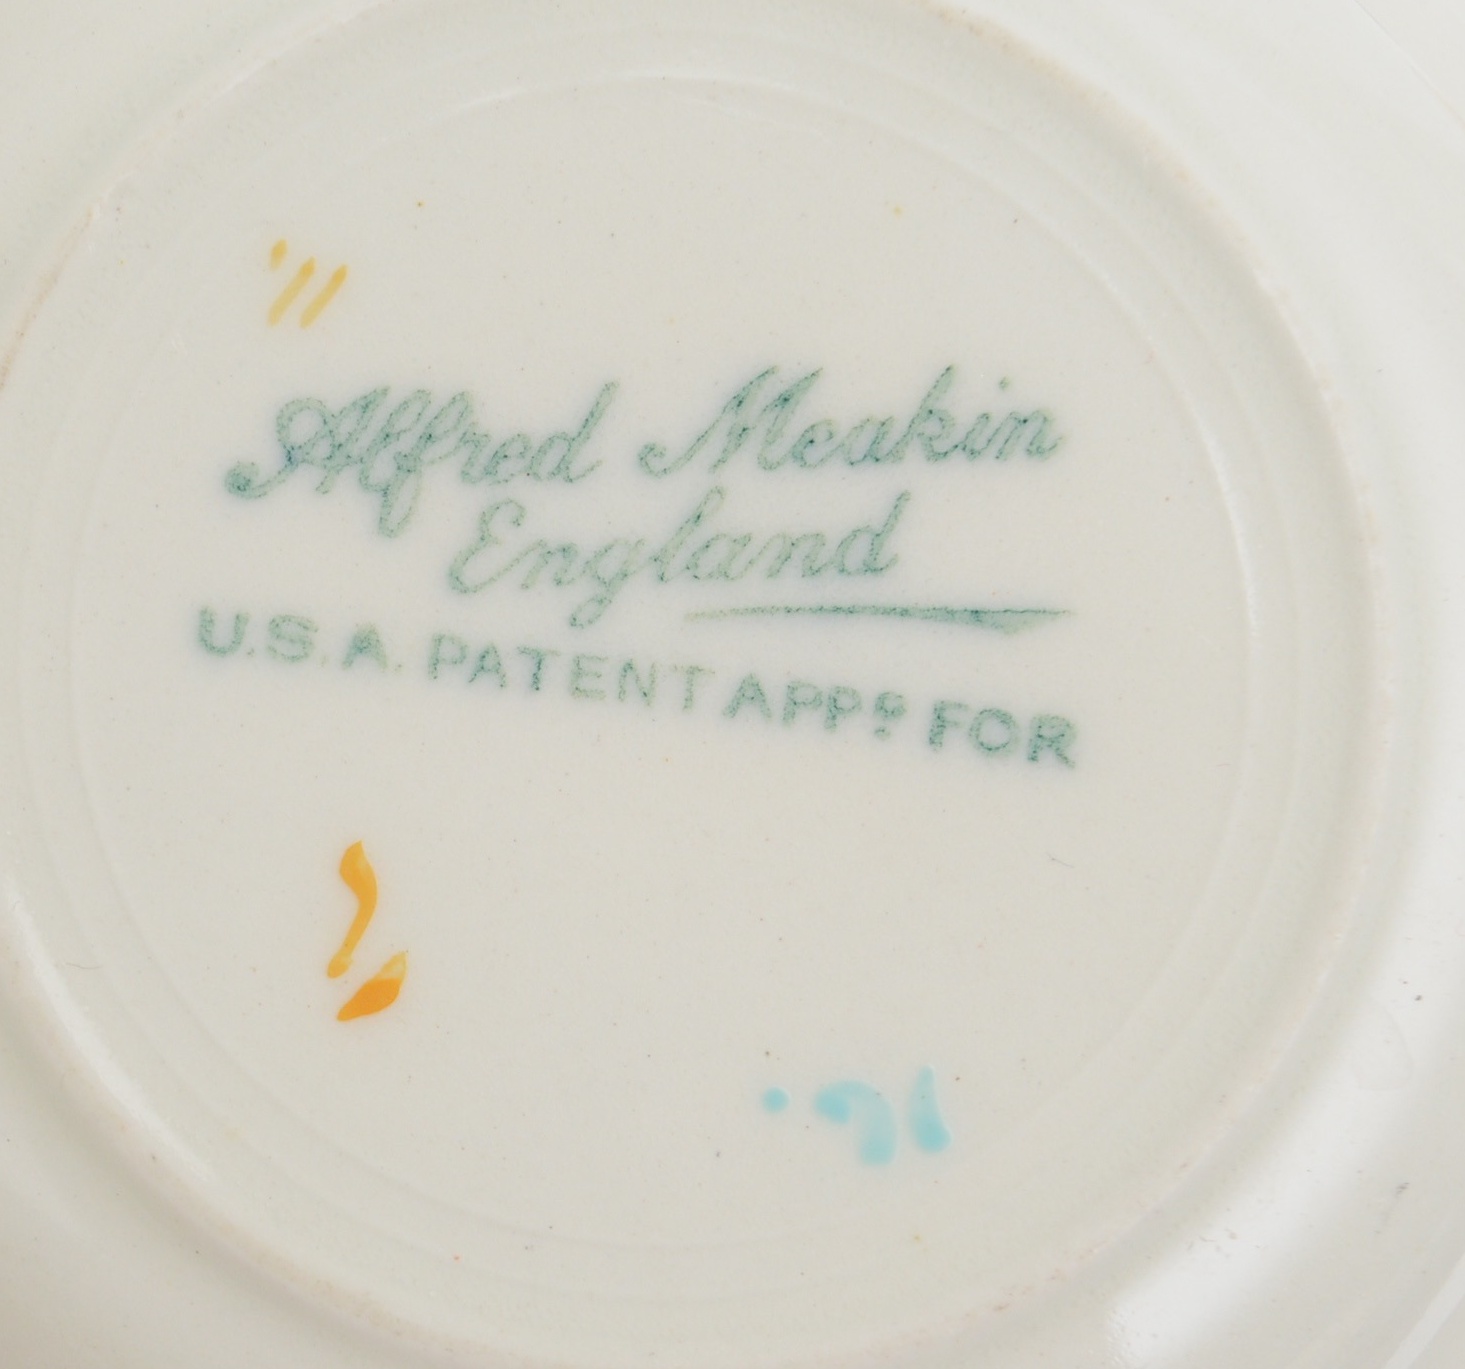 Alfred Meakin
England
U.S.A. PATENT APPD FOR